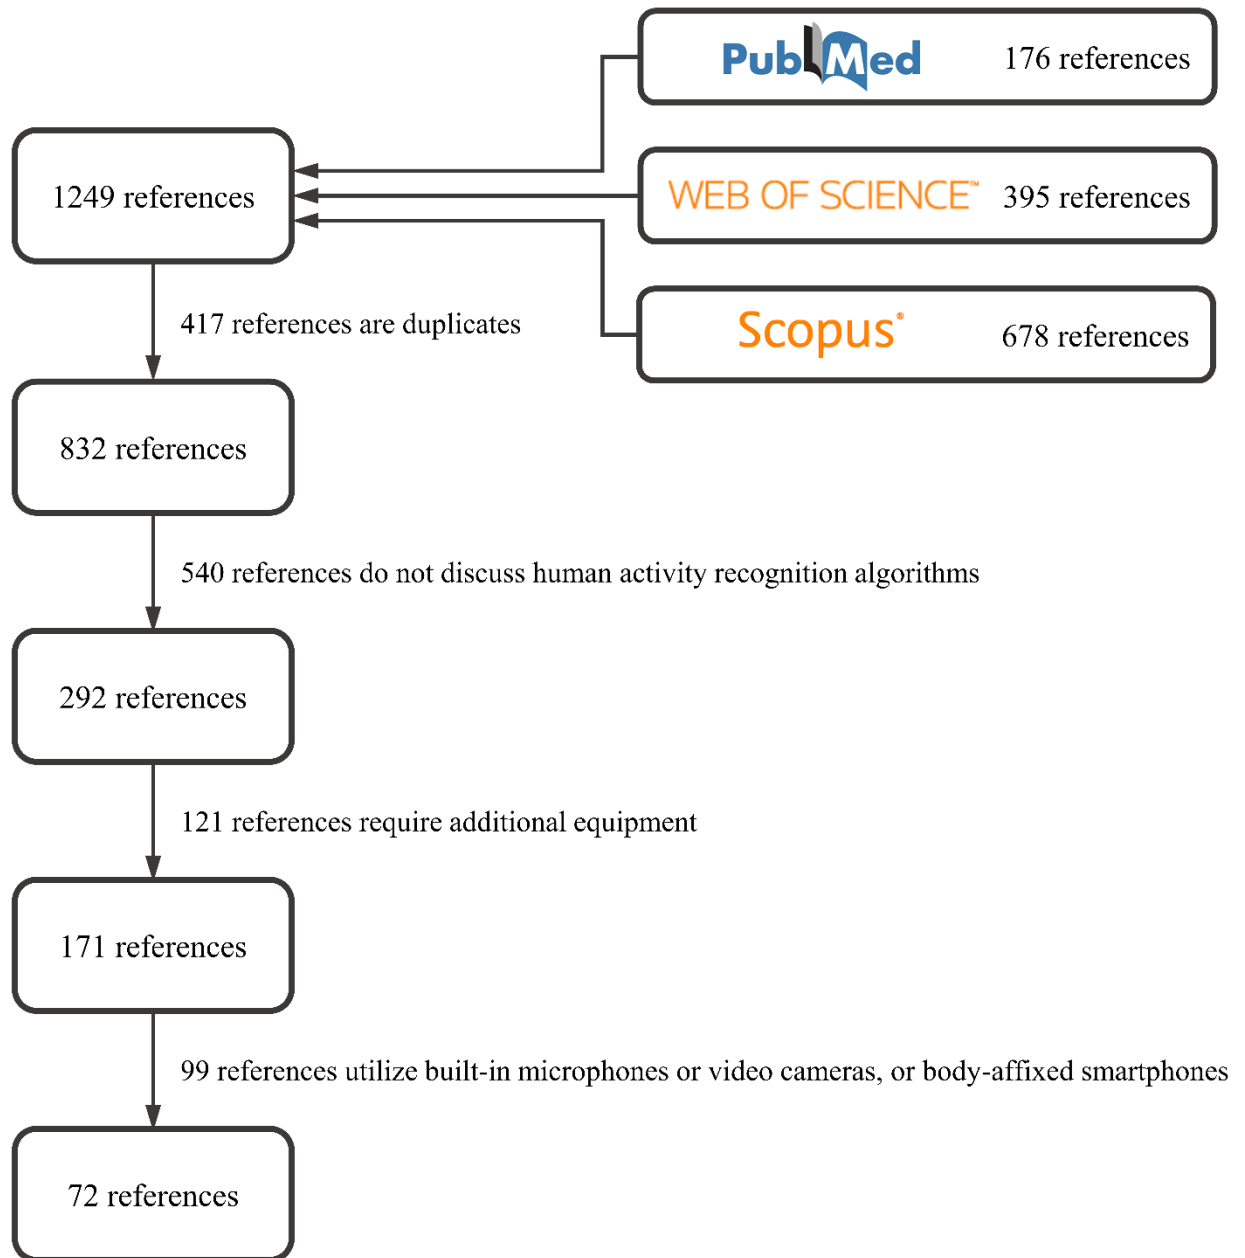 PubMed 176 references
1249 references
WEB OF SCIENCE™ 395 references
417 references are duplicates
Scopus® 678 references
832 references
540 references do not discuss human activity recognition algorithms
292 references
121 references require additional equipment
171 references
99 references utilize built-in microphones or video cameras, or body-affixed smartphones
72 references